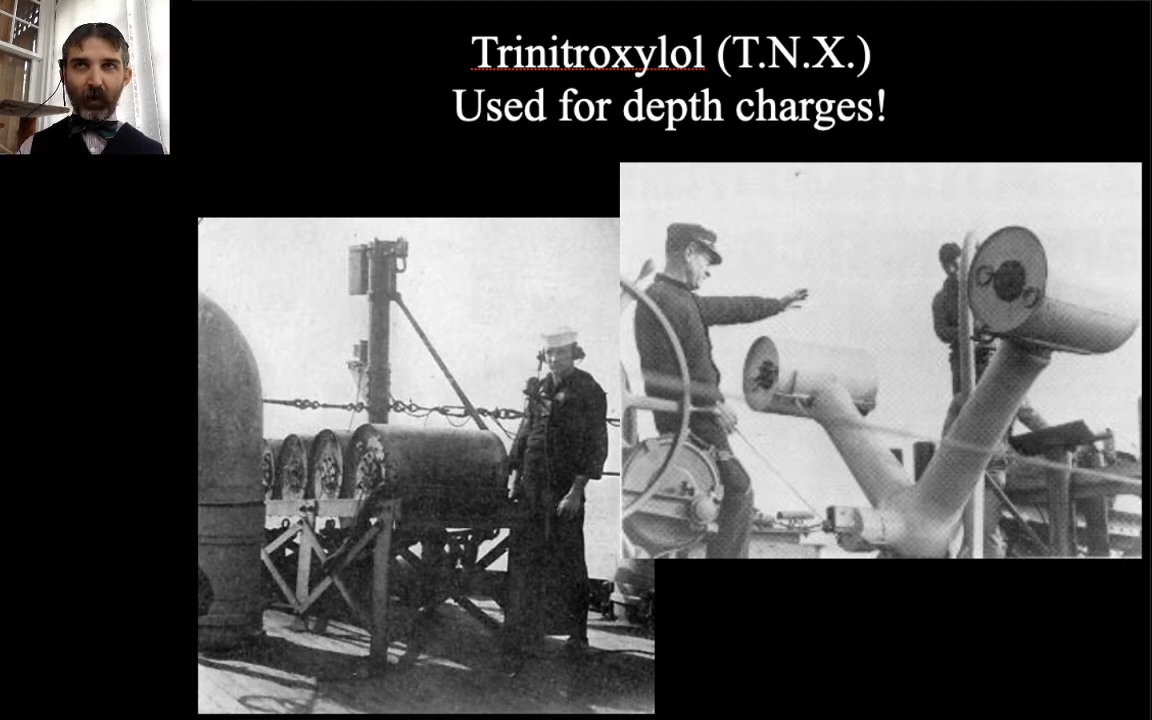 Trinitroxylol (T.N.X.)
Used for depth charges!